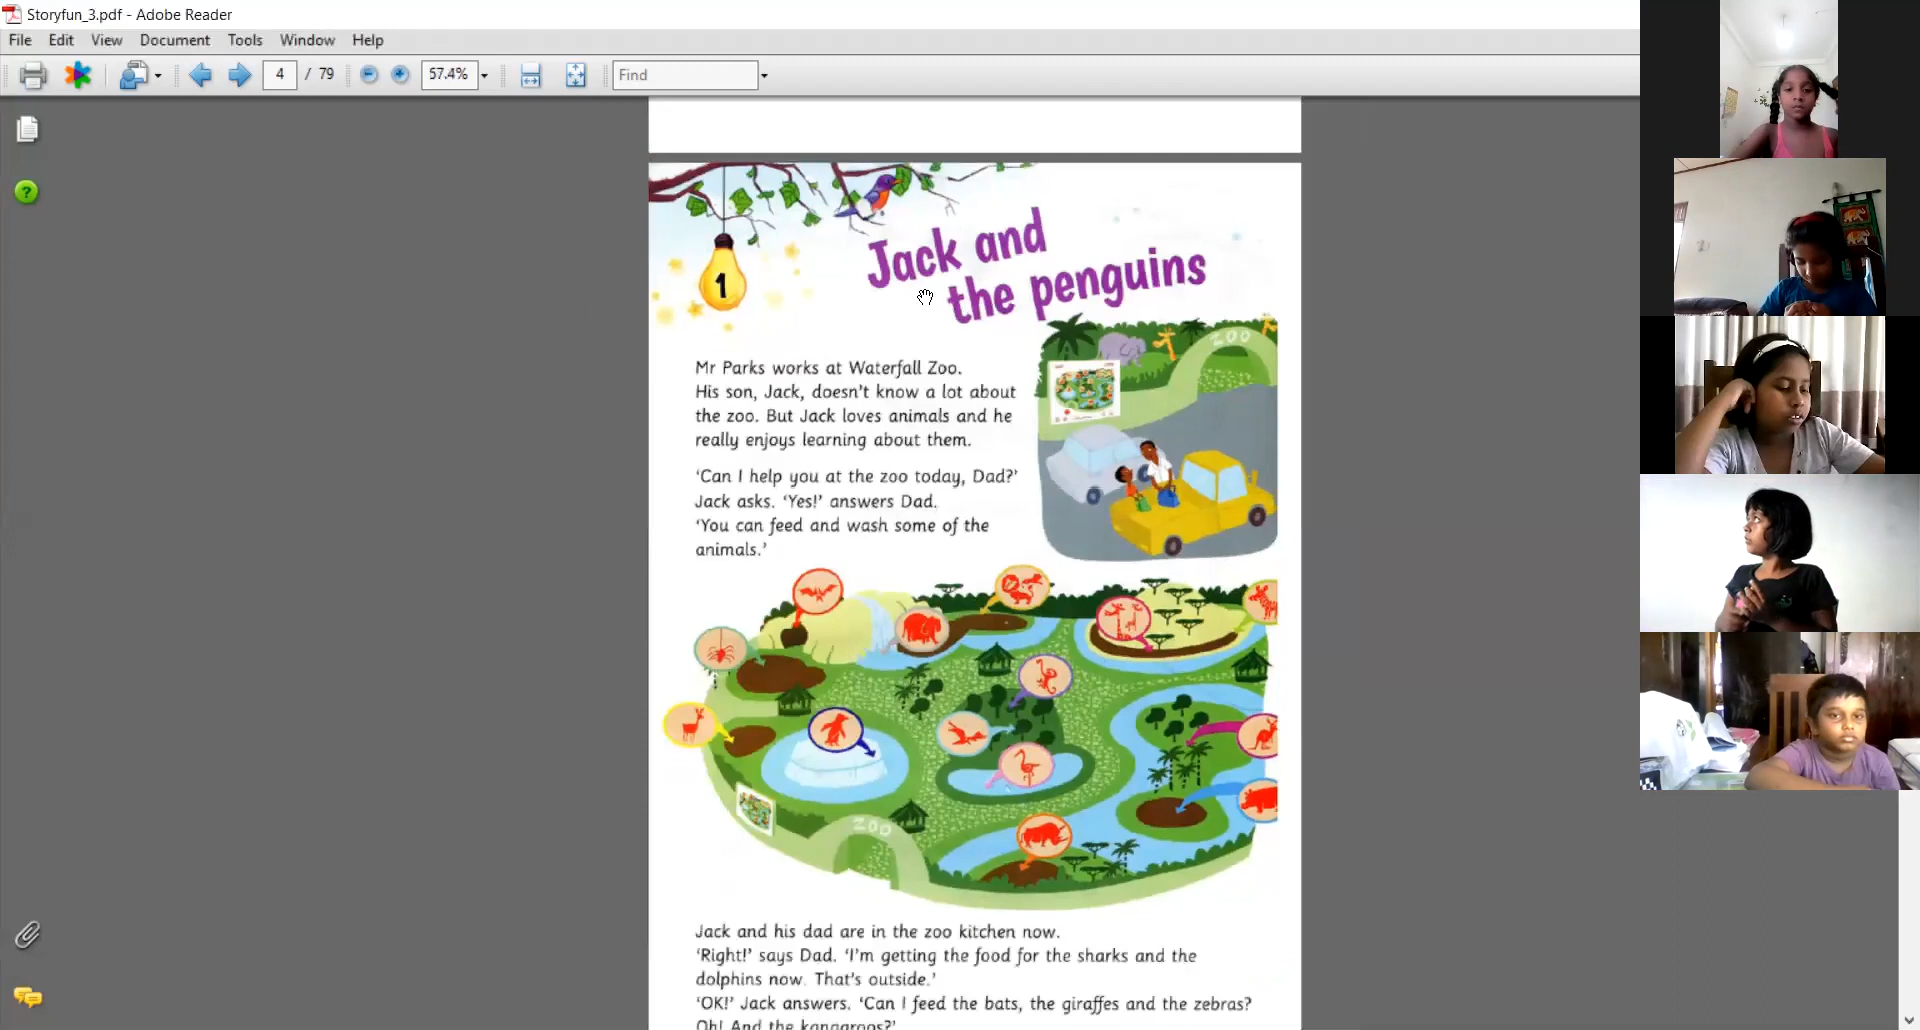 Storyfun_3.pdf - Adobe Reader
File Edit View Document Tools Window Help
4 / 79 57.4% Find
1
Jack and
the penguins
ZOO
Mr Parks works at Waterfall Zoo.
His son, Jack, doesn't know a lot about
the zoo. But Jack loves animals and he
really enjoys learning about them.
'Can I help you at the zoo today, Dad?'
Jack asks. 'Yes!' answers Dad.
'You can feed and wash some of the
animals.'
ZOO
Jack and his dad are in the zoo kitchen now.
'Right!' says Dad. 'I'm getting the food for the sharks and the
dolphins now. That's outside.'
'OK!' Jack answers. 'Can I feed the bats, the giraffes and the zebras?
Oh! And the kangaroos?'